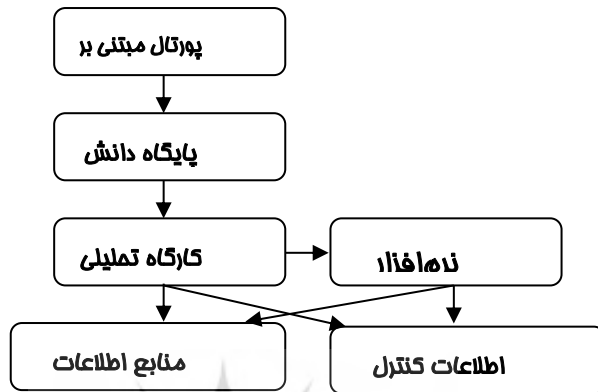 پورتال مبتنی بر
پایگاه دانش
کارگاه تحلیلی
نرم‌افزار
منابع اطلاعات
اطلاعات کنترل